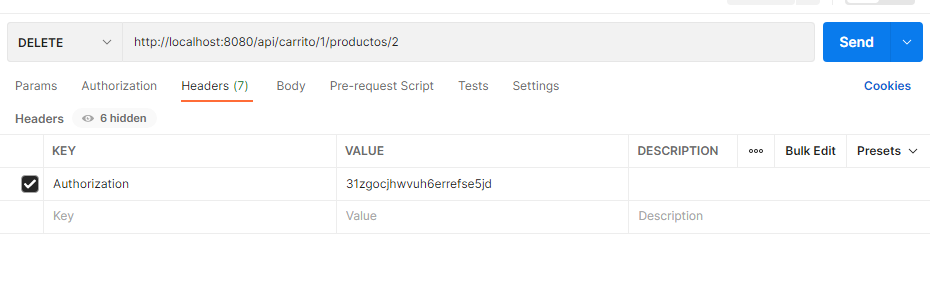 DELETE http://localhost:8080/api/carrito/1/productos/2 Send
Params Authorization Headers (7) Body Pre-request Script Tests Settings Cookies
Headers 6 hidden
KEY VALUE DESCRIPTION ooo Bulk Edit Presets
Authorization 31zgocjhwvuh6errefse5jd
Key Value Description